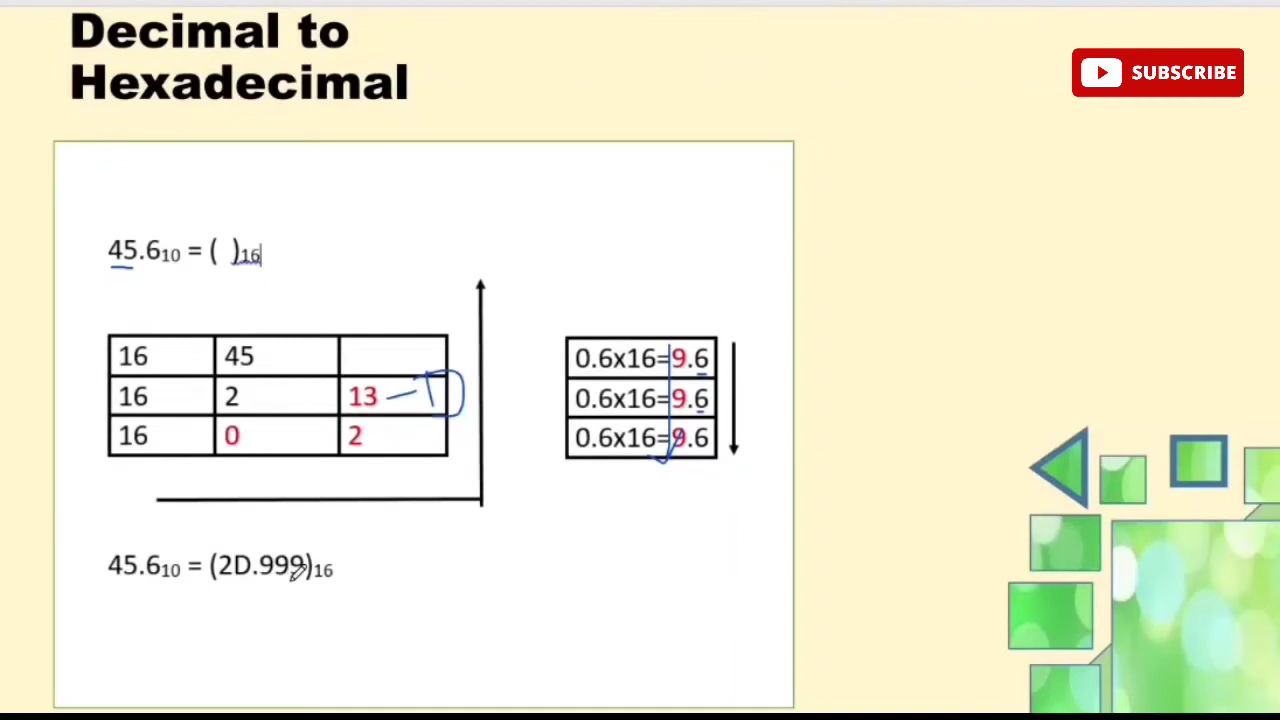 Decimal to
Hexadecimal
SUBSCRIBE
45.6₁₀ = ( )₁₆
16 45
16 2 13 — D
16 0 2
0.6x16=9.6
0.6x16=9.6
0.6x16=9.6
45.6₁₀ = (2D.999)₁₆